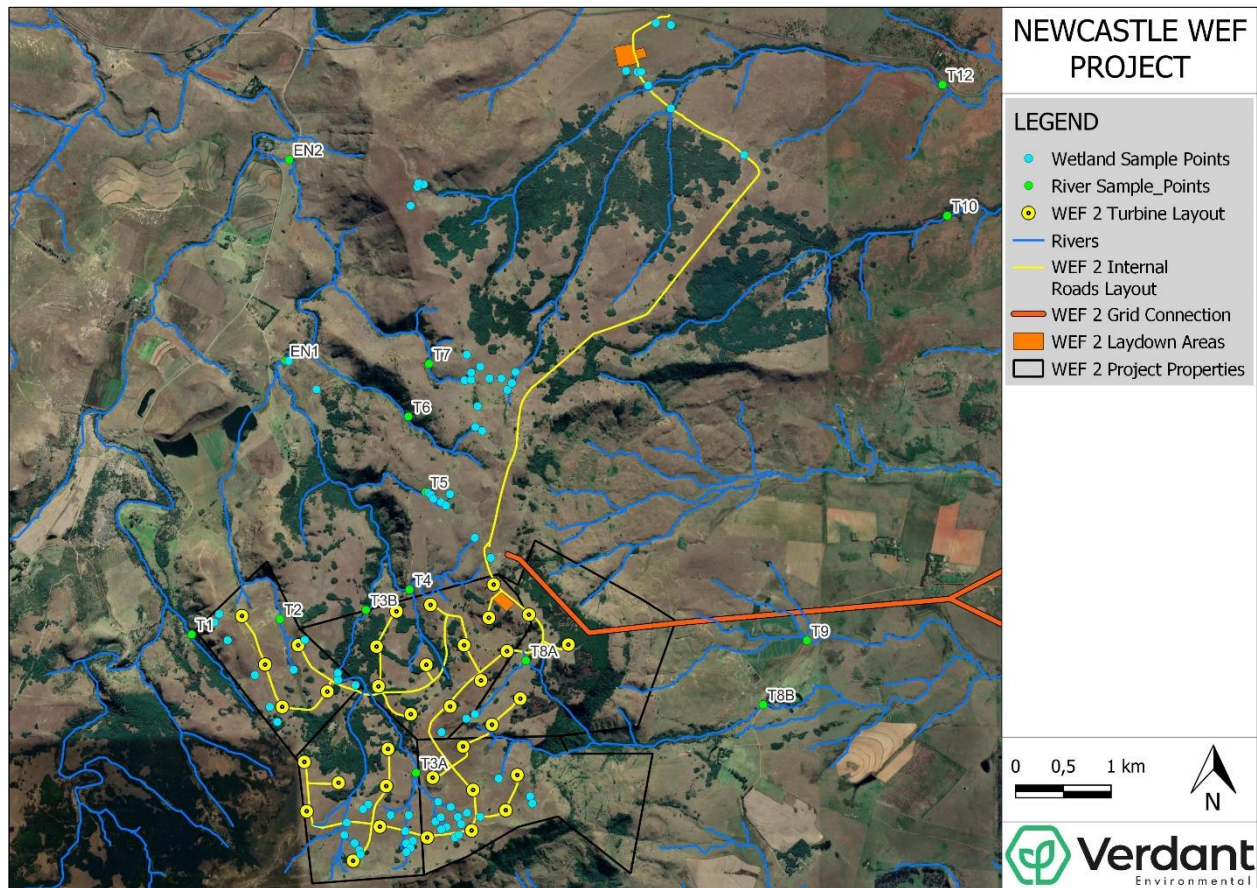 NEWCASTLE WEF
PROJECT
LEGEND
Wetland Sample Points
River Sample_Points
WEF 2 Turbine Layout
Rivers
WEF 2 Internal
Roads Layout
WEF 2 Grid Connection
WEF 2 Laydown Areas
WEF 2 Project Properties
T12
EN2
T10
EN1
T7
T6
T5
T4
T3B
T2
T1
T9
T8A
T8B
T3A
0 0,5 1 km
N
Verdant
Environmental